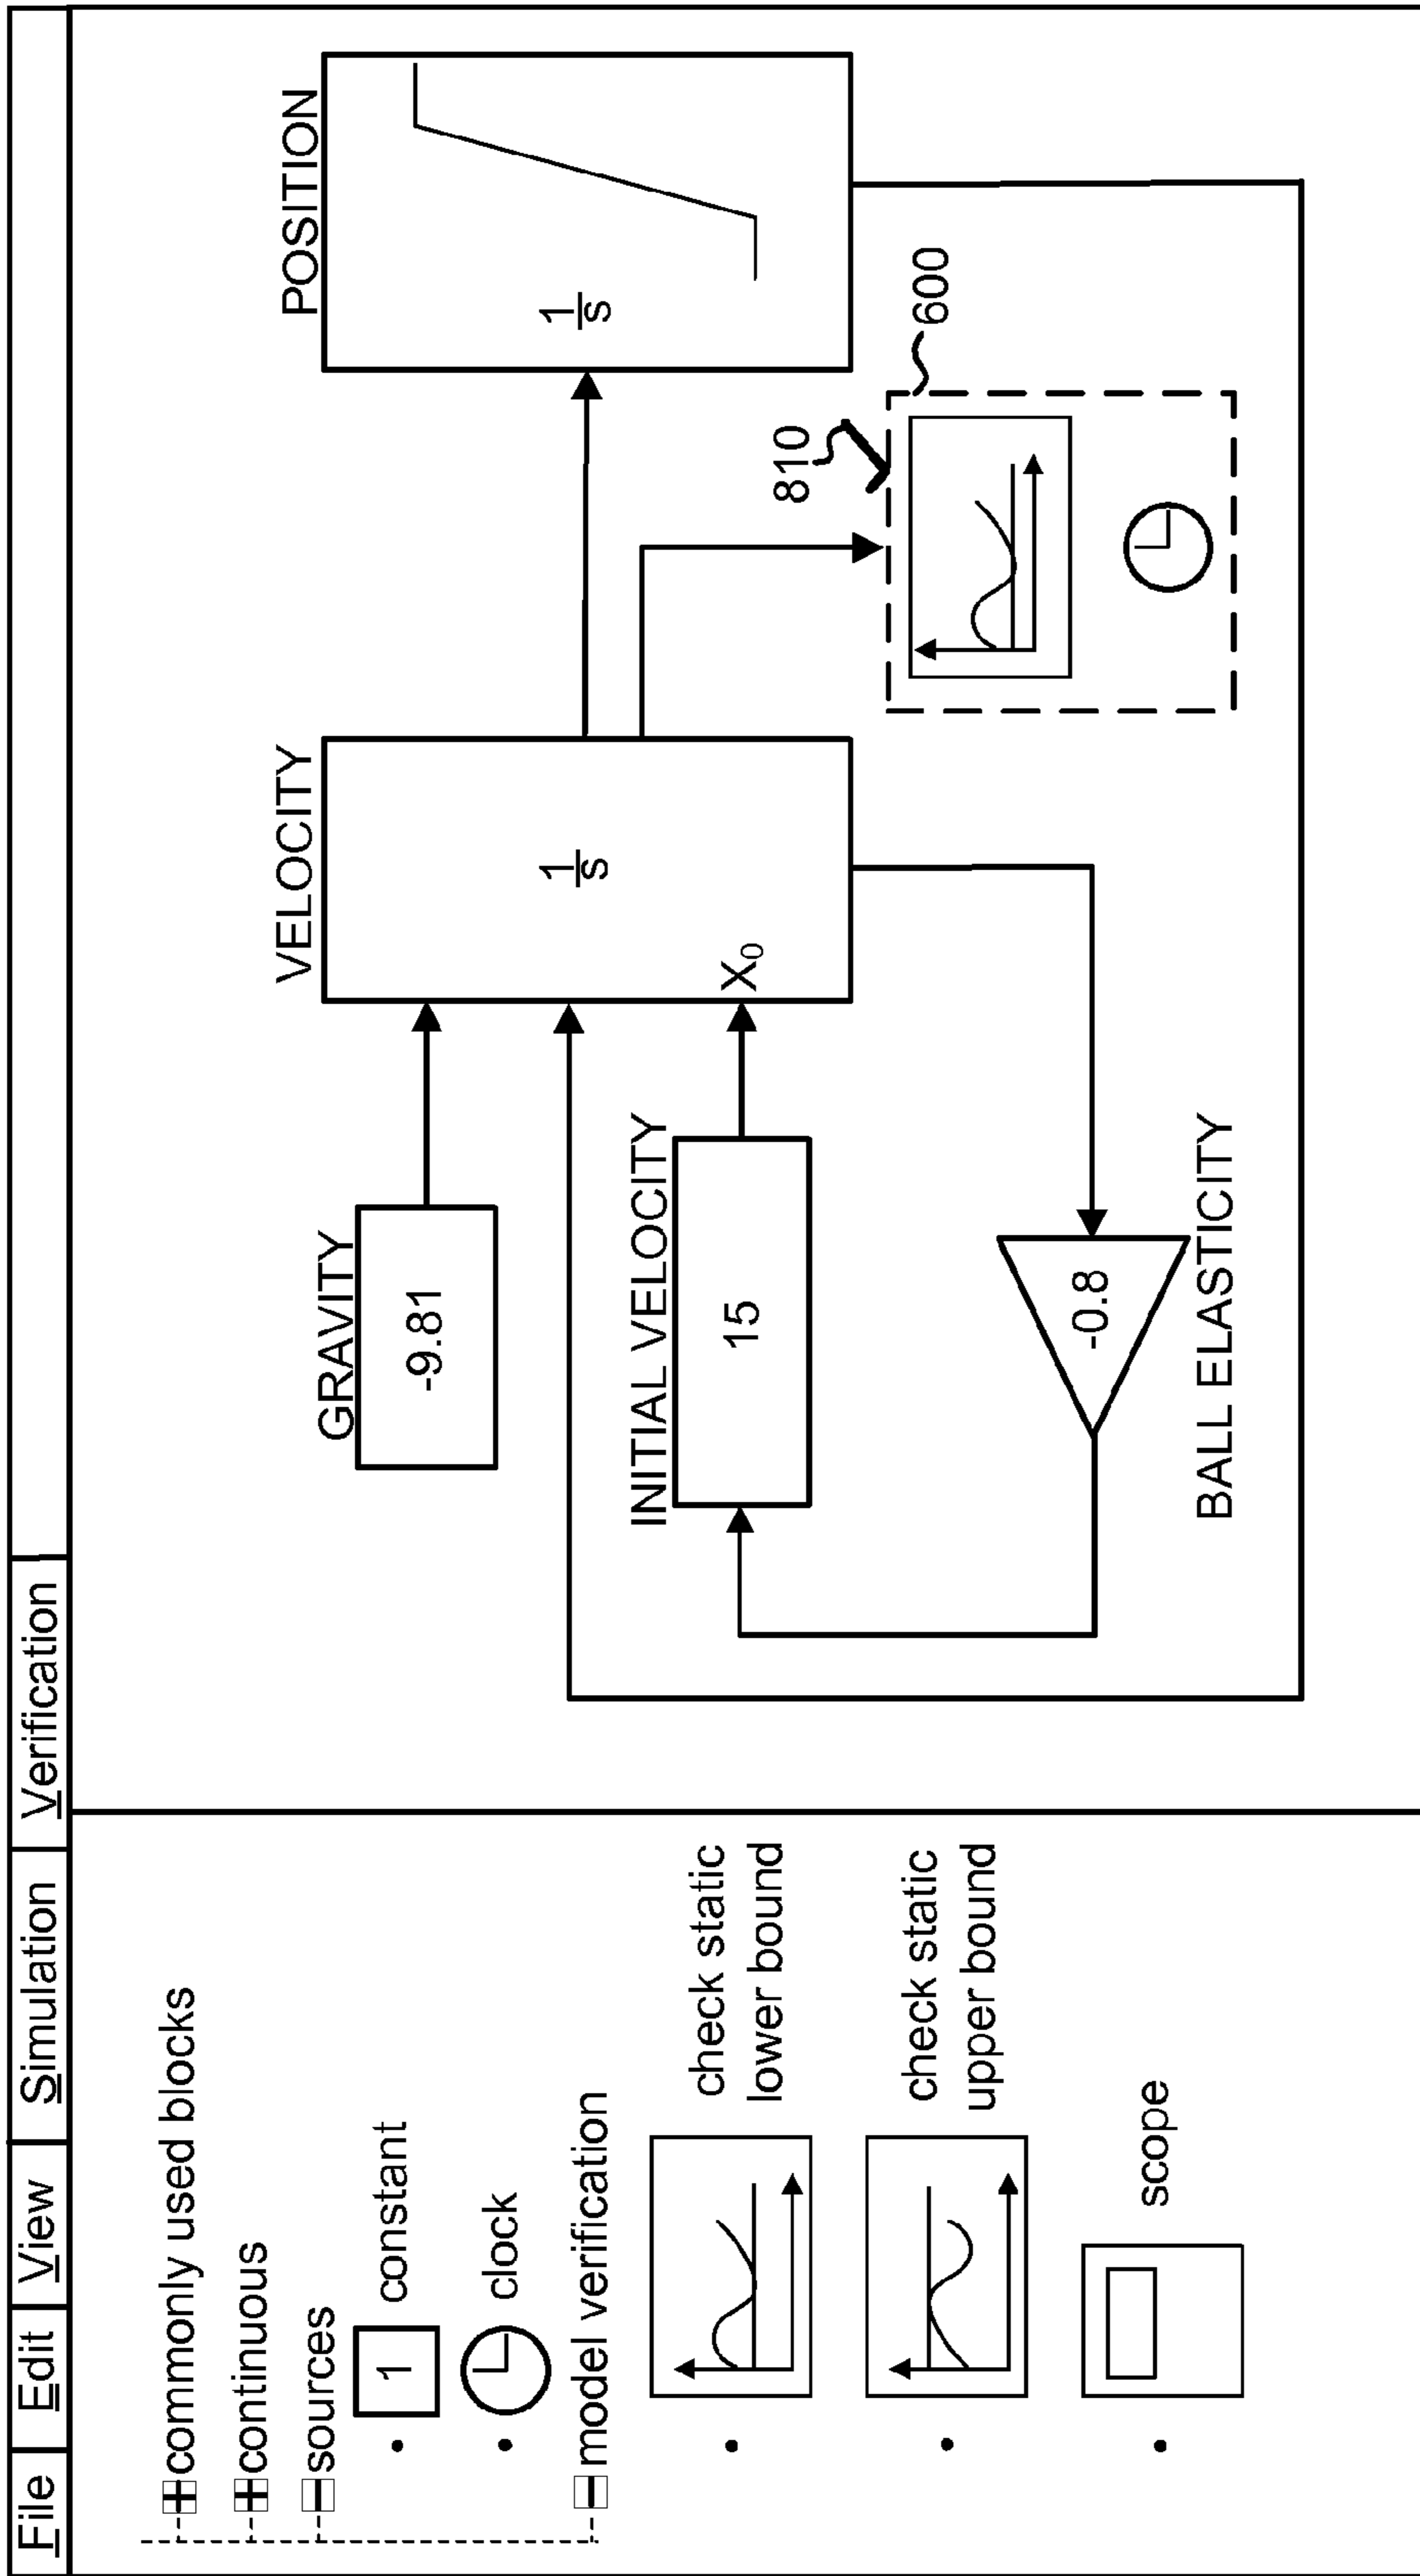 File Edit View Simulation Verification
commonly used blocks
continuous
sources
1 constant
clock
model verification
check static
lower bound
check static
upper bound
scope
GRAVITY
-9.81
INITIAL VELOCITY
15
BALL ELASTICITY
-0.8
VELOCITY
1
s
X₀
POSITION
1
s
810
600